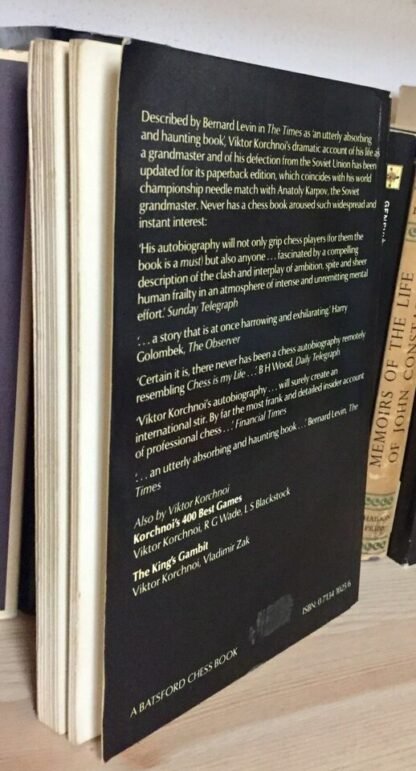 Described by Bernard Levin in The Times as 'an utterly absorbing
and haunting book', Viktor Korchnoi's dramatic account of his life as
a grandmaster and of his defection from the Soviet Union has been
updated for its paperback edition, which coincides with his world
championship needle match with Anatoly Karpov, the Soviet
grandmaster. Never has a chess book aroused such widespread and
instant interest:
'His autobiography will not only grip chess players (for them the
book is a must) but also anyone ... fascinated by a compelling
description of the clash and interplay of ambition, spite and sheer
human frailty in an atmosphere of intense and unremitting mental
effort.' Sunday Telegraph
'... a story that is at once harrowing and exhilarating.' Harry
Golombek, The Observer
'Certain it is, there never has been a chess autobiography remotely
resembling Chess is my Life ...' B H Wood, Daily Telegraph
'Viktor Korchnoi's autobiography ... will surely create an
international stir. By far the most frank and detailed insider account
of professional chess ...' Financial Times
'... an utterly absorbing and haunting book ...' Bernard Levin, The
Times
Also by Viktor Korchnoi
Korchnoi's 400 Best Games
Viktor Korchnoi, R G Wade, L S Blackstock
The King's Gambit
Viktor Korchnoi, Vladimir Zak
A BATSFORD CHESS BOOK
ISBN: 0 7134 1025/6
MEMOIRS OF THE LIFE
OF JOHN